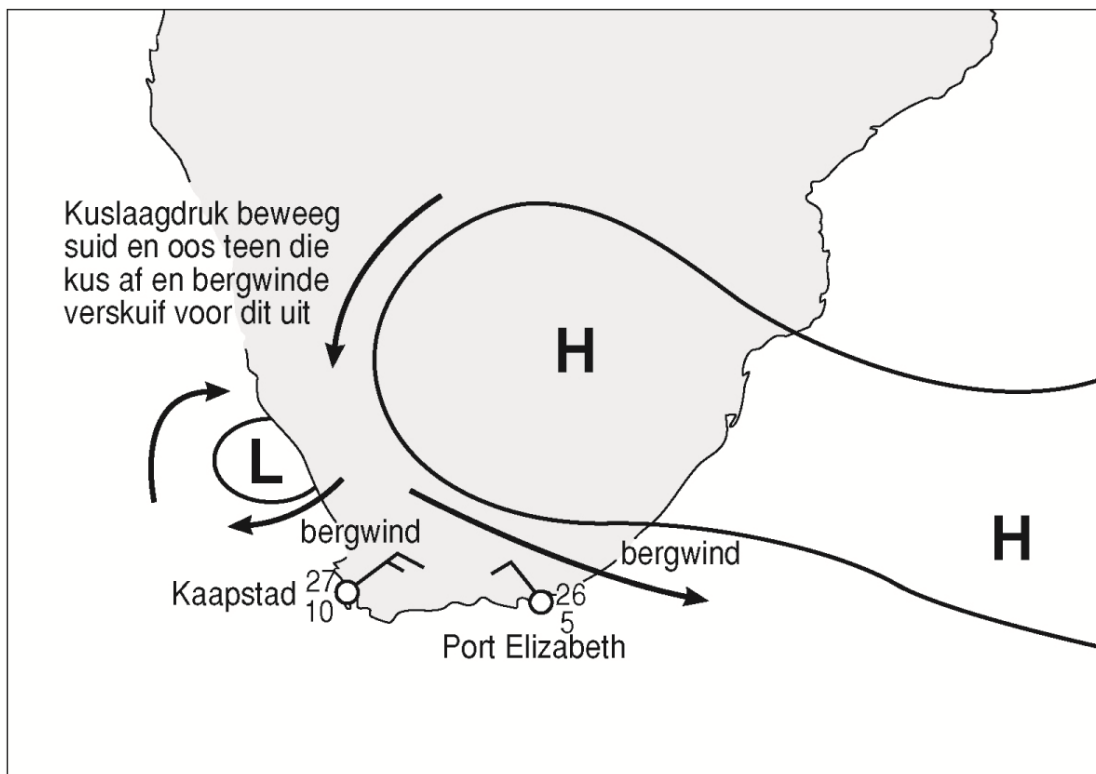 Kuslaagdruk beweeg
suid en oos teen die
kus af en bergwinde
verskuif voor dit uit
H
L
H
bergwind
bergwind
Kaapstad
27
10
26
5
Port Elizabeth